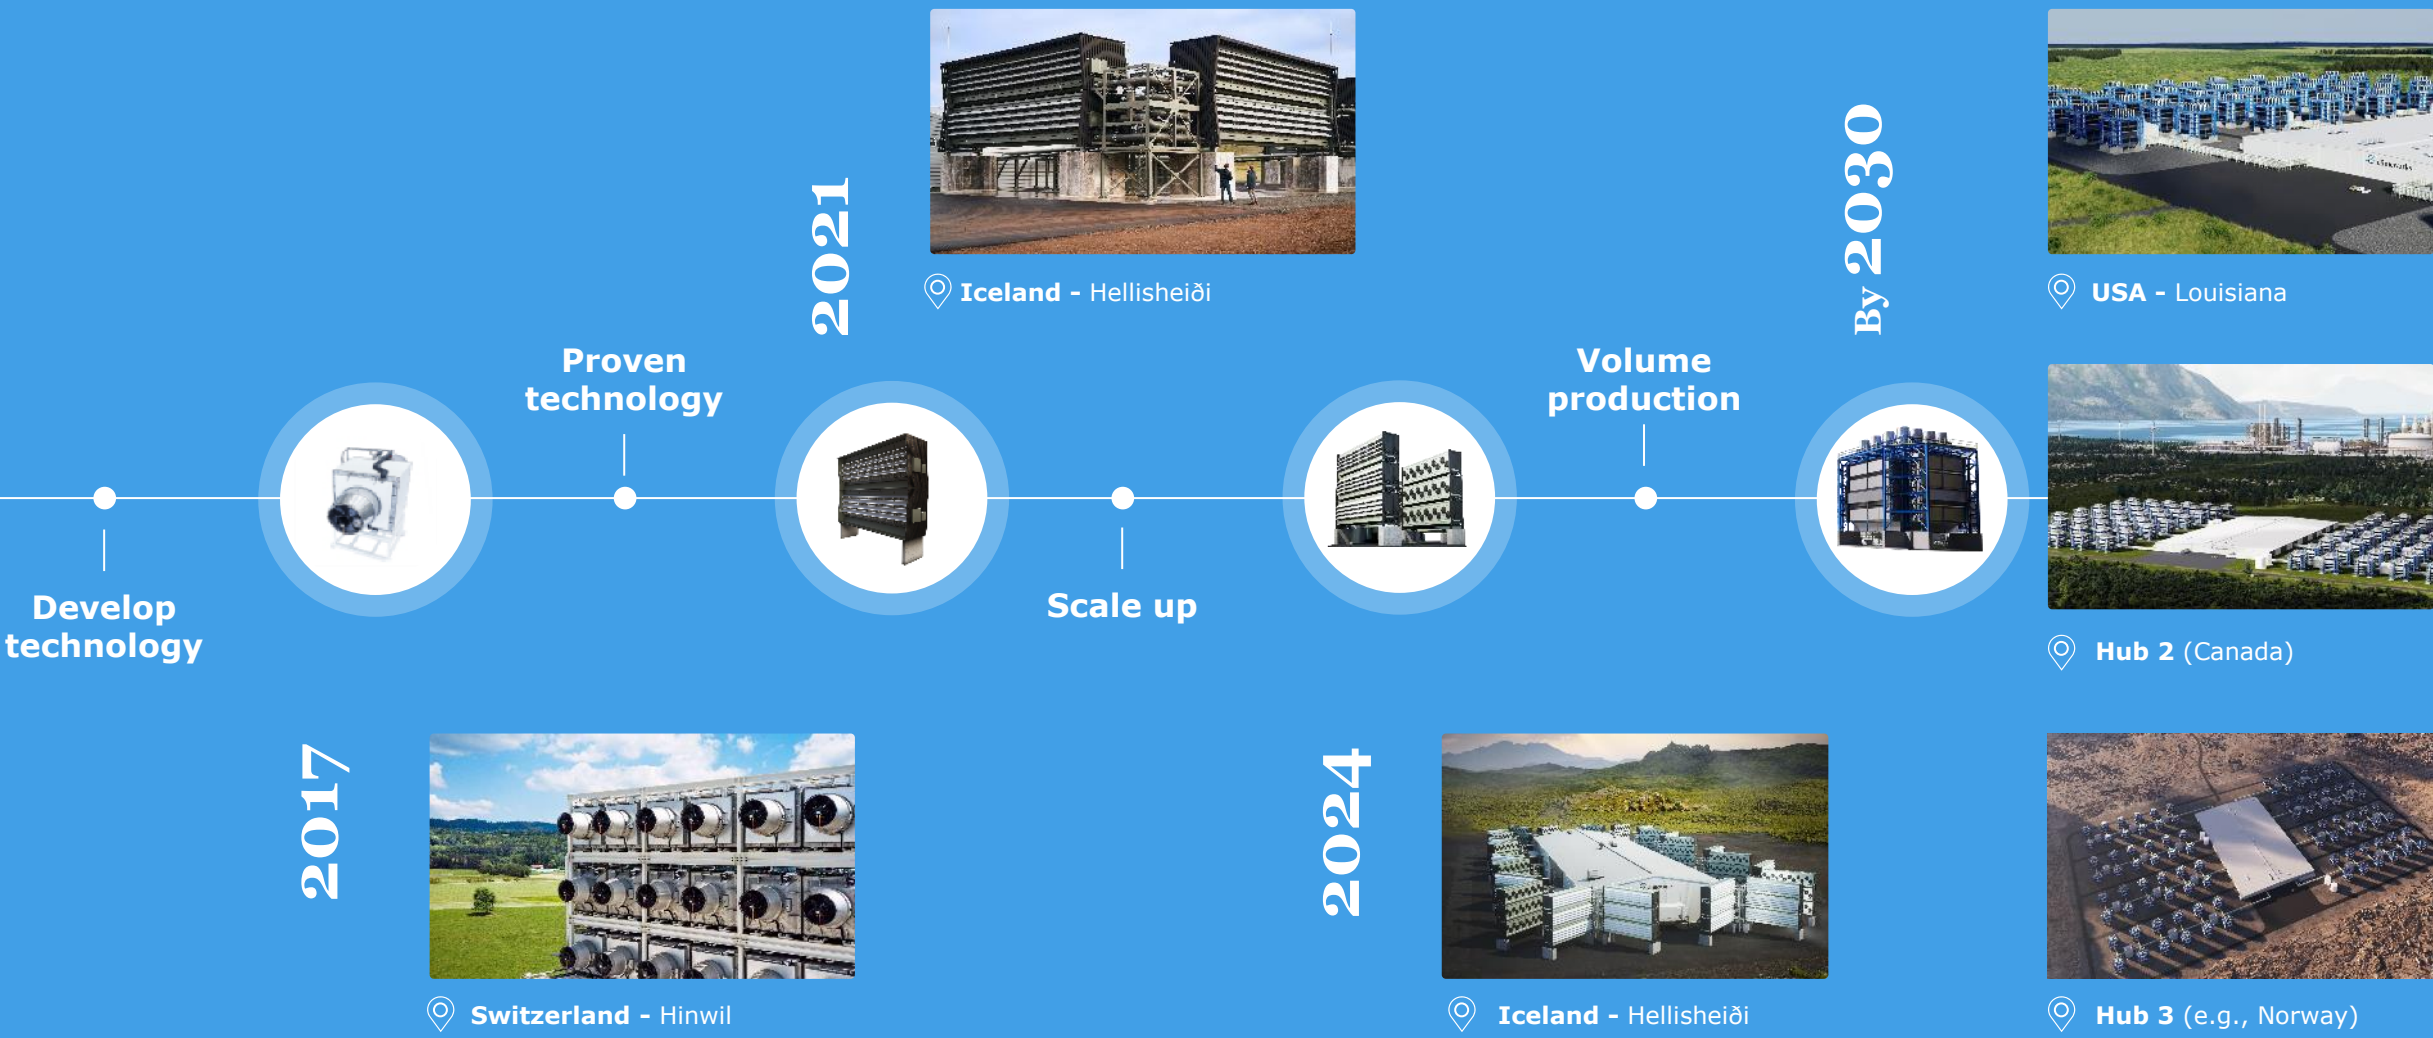 2021
Iceland - Hellisheiði
By 2030
USA - Louisiana
Proven
technology
Volume
production
Develop
technology
Scale up
Hub 2 (Canada)
2017
Switzerland - Hinwil
2024
Iceland - Hellisheiði
Hub 3 (e.g., Norway)